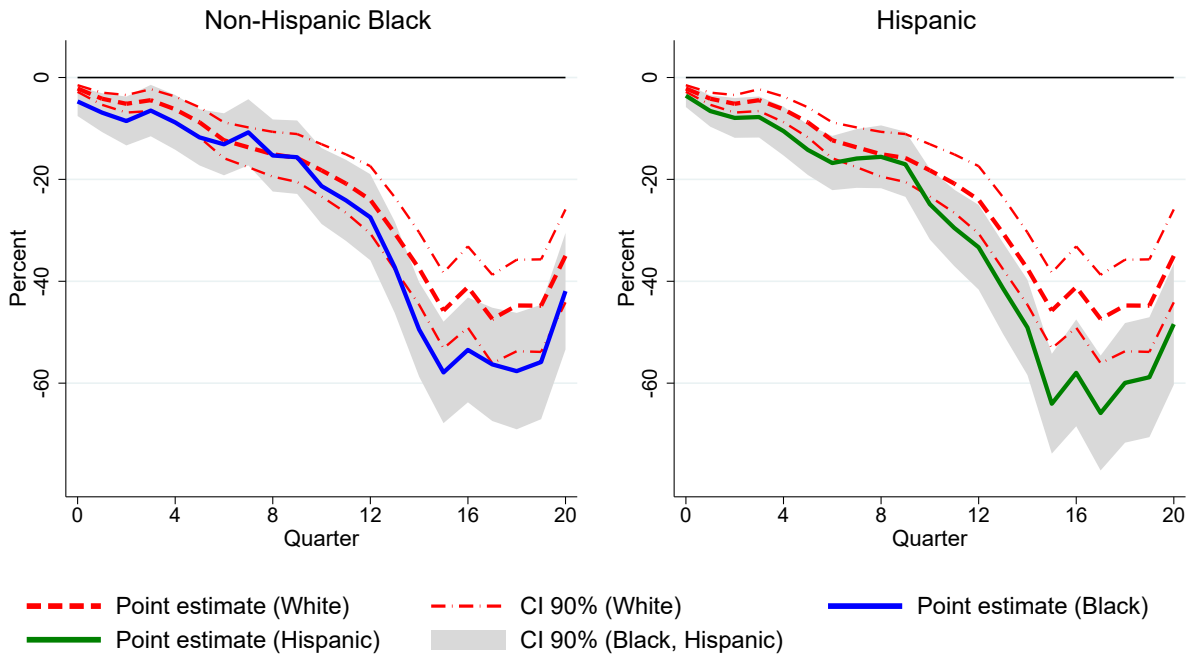 Non-Hispanic Black
Percent
0
-20
-40
-60
0 4 8 12 16 20
Quarter
Hispanic
Percent
0
-20
-40
-60
0 4 8 12 16 20
Quarter
Point estimate (White) CI 90% (White) Point estimate (Black)
Point estimate (Hispanic) CI 90% (Black, Hispanic)